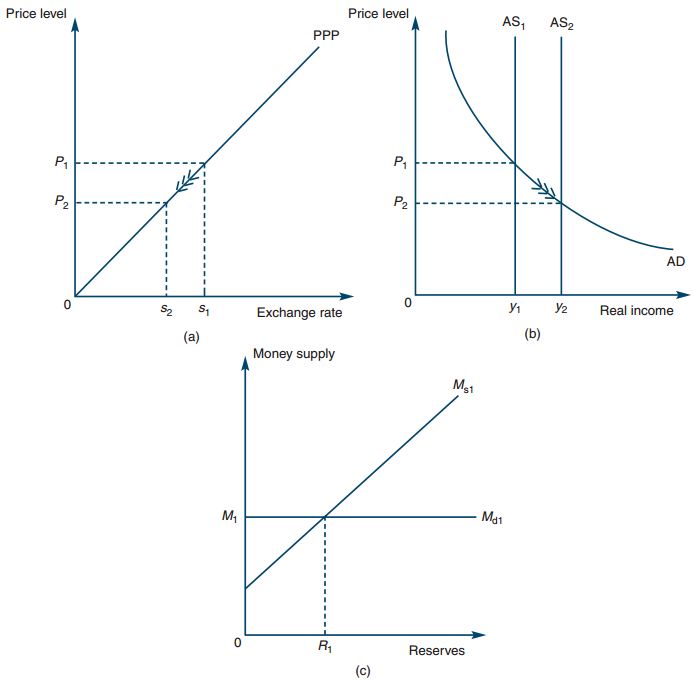 Price level
PPP
P₁
P₂
0
s₂
s₁
Exchange rate
(a)
Price level
AS₁
AS₂
P₁
P₂
AD
0
y₁
y₂
Real income
(b)
Money supply
Mₛ₁
M₁
M_d1
0
R₁
Reserves
(c)